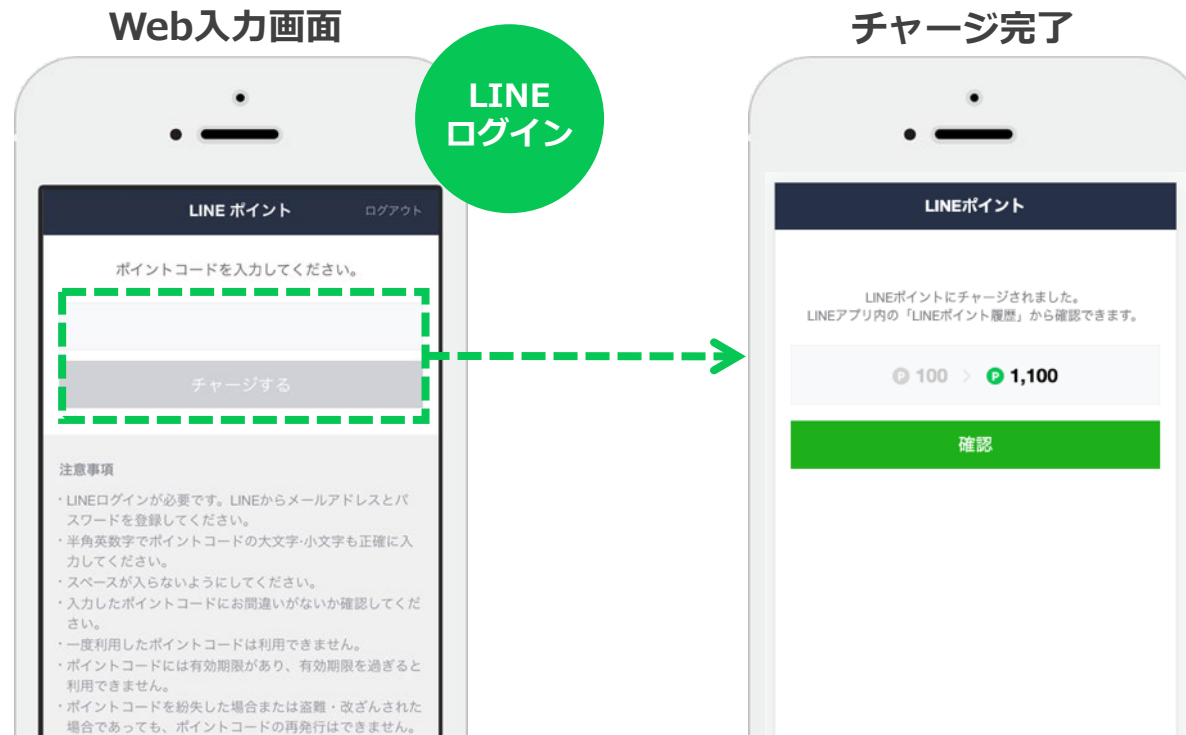 Web入力画面
LINE
ログイン
チャージ完了
LINE ポイント
ログアウト
ポイントコードを入力してください。
チャージする
注意事項
・LINEログインが必要です。LINEからメールアドレスとパ
スワードを登録してください。
・半角英数字でポイントコードの大文字･小文字も正確に入
力してください。
・スペースが入らないようにしてください。
・入力したポイントコードにお間違いがないか確認してくだ
さい。
・一度利用したポイントコードは利用できません。
・ポイントコードには有効期限があり、有効期限を過ぎると
利用できません。
・ポイントコードを紛失した場合または盗難・改ざんされた
場合であっても、ポイントコードの再発行はできません。
LINEポイント
LINEポイントにチャージされました。
LINEアプリ内の「LINEポイント履歴」から確認できます。
P 100 > P 1,100
確認